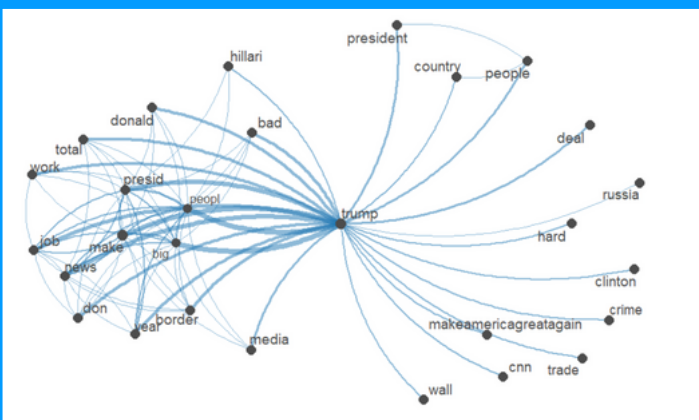 president
hillari
country
people
donald
bad
deal
total
work
presid
peopl
russia
trump
job
make
big
hard
news
clinton
don
year
border
crime
makeamericagreatagain
media
cnn
trade
wall